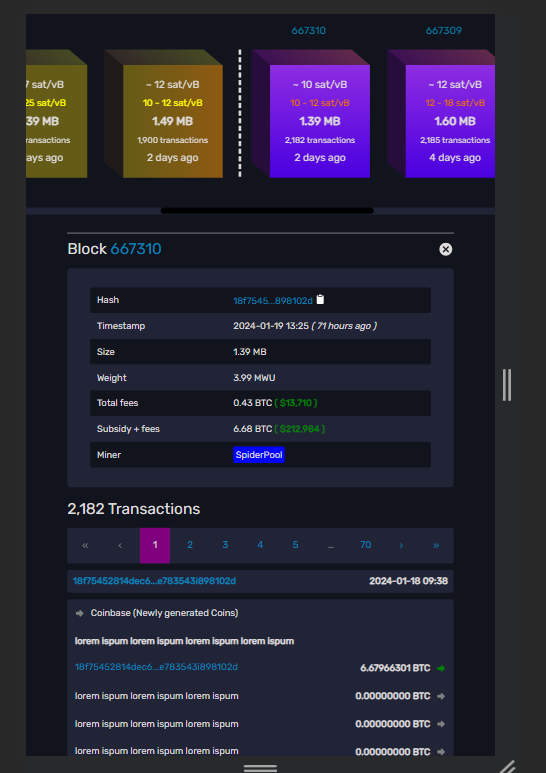 667310 667309
7 sat/vB ~ 12 sat/vB ~ 10 sat/vB ~ 12 sat/vB
25 sat/vB 10 - 12 sat/vB 10 - 12 sat/vB 12 - 18 sat/vB
39 MB 1.49 MB 1.39 MB 1.60 MB
ransactions 1,900 transactions 2,182 transactions 2,185 transactions
ays ago 2 days ago 2 days ago 4 days ago
Block 667310
Hash 18f7545...898102d
Timestamp 2024-01-19 13:25 ( 71 hours ago )
Size 1.39 MB
Weight 3.99 MWU
Total fees 0.43 BTC ( $13,710 )
Subsidy + fees 6.68 BTC ( $212,984 )
Miner SpiderPool
2,182 Transactions
« ‹ 1 2 3 4 5 ... 70 › »
18f75452814dec6...e783543i898102d 2024-01-18 09:38
Coinbase (Newly generated Coins)
lorem ispum lorem ispum lorem ispum lorem ispum
18f75452814dec6...e783543i898102d 6.67966301 BTC
lorem ispum lorem ispum lorem ispum 0.00000000 BTC
lorem ispum lorem ispum lorem ispum 0.00000000 BTC
lorem ispum lorem ispum lorem ispum 0.00000000 BTC